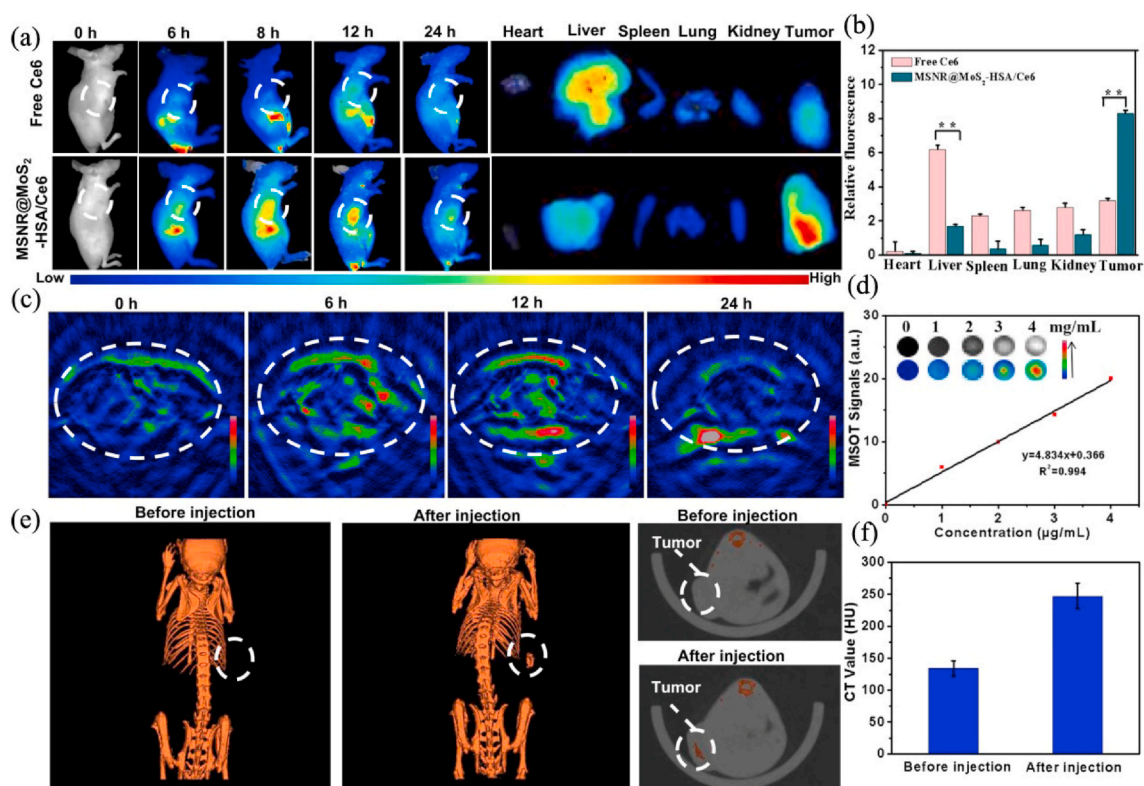 (a)
0 h 6 h 8 h 12 h 24 h Heart Liver Spleen Lung Kidney Tumor
Free Ce6
MSNR@MoS2
-HSA/Ce6
Low High
(b)
12
10
8
6
4
2
0
Relative fluorescence
Free Ce6
MSNR@MoS2-HSA/Ce6
* *
* *
Heart Liver Spleen Lung Kidney Tumor
(c)
0 h 6 h 12 h 24 h
(d)
0 1 2 3 4 mg/mL
30
20
10
0
MSOT Signals (a.u.)
y=4.834x+0.366
R2=0.994
0 1 2 3 4
Concentration (µg/mL)
(e)
Before injection After injection
Before injection
Tumor
After injection
Tumor
(f)
300
250
200
150
100
50
0
CT Value (HU)
Before injection After injection